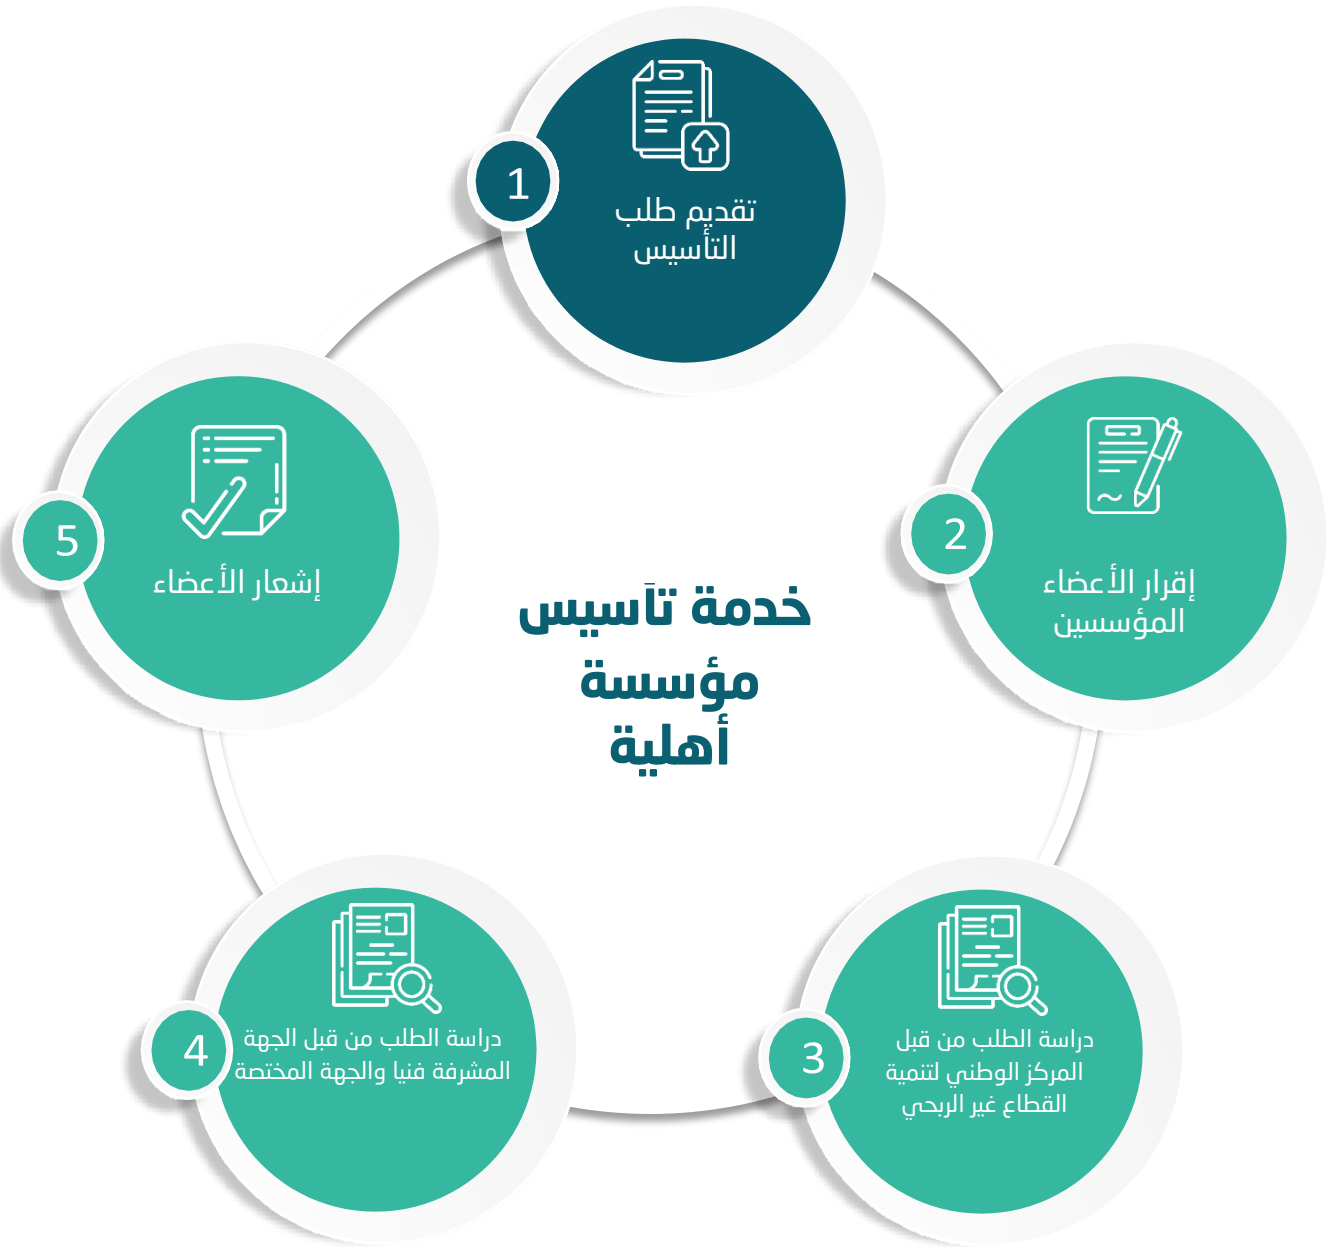 1
تقديم طلب
التأسيس
2
إقرار الأعضاء
المؤسسين
3
دراسة الطلب من قبل
المركز الوطني لتنمية
القطاع غير الربحي
4
دراسة الطلب من قبل الجهة
المشرفة فنيا والجهة المختصة
5
إشعار الأعضاء
خدمة تأسيس
مؤسسة
أهلية